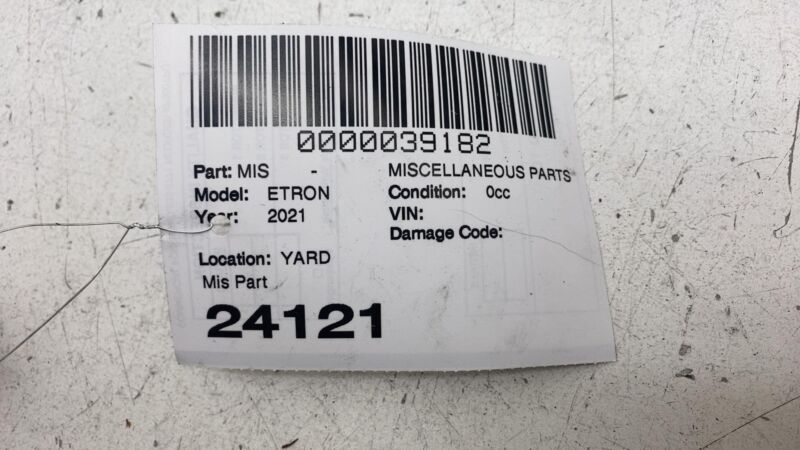 0000039182
Part: MIS - MISCELLANEOUS PARTS
Model: ETRON Condition: 0cc
Year: 2021 VIN:
Damage Code:
Location: YARD
Mis Part
24121